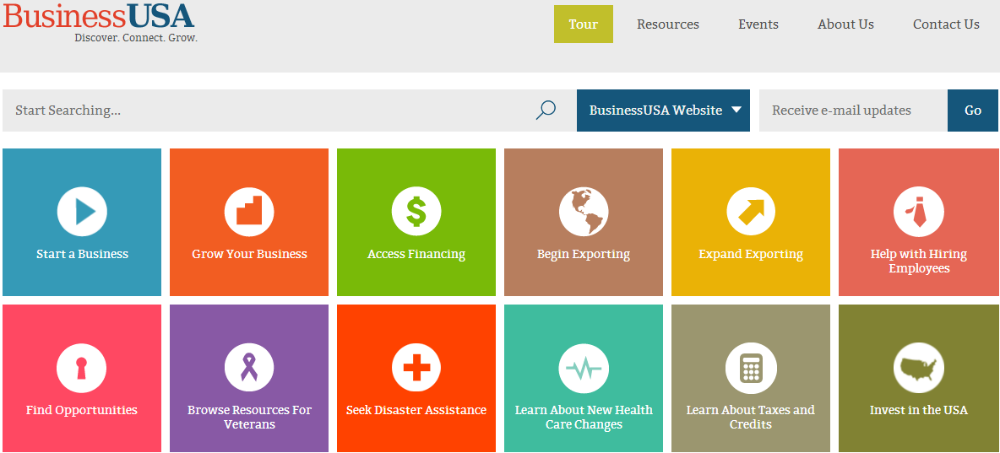 BusinessUSA
Discover. Connect. Grow.
Tour
Resources
Events
About Us
Contact Us
Start Searching...
BusinessUSA Website
Receive e-mail updates
Go
Start a Business
Grow Your Business
$
Access Financing
Begin Exporting
Expand Exporting
Help with Hiring
Employees
Find Opportunities
Browse Resources For
Veterans
Seek Disaster Assistance
Learn About New Health
Care Changes
Learn About Taxes and
Credits
Invest in the USA